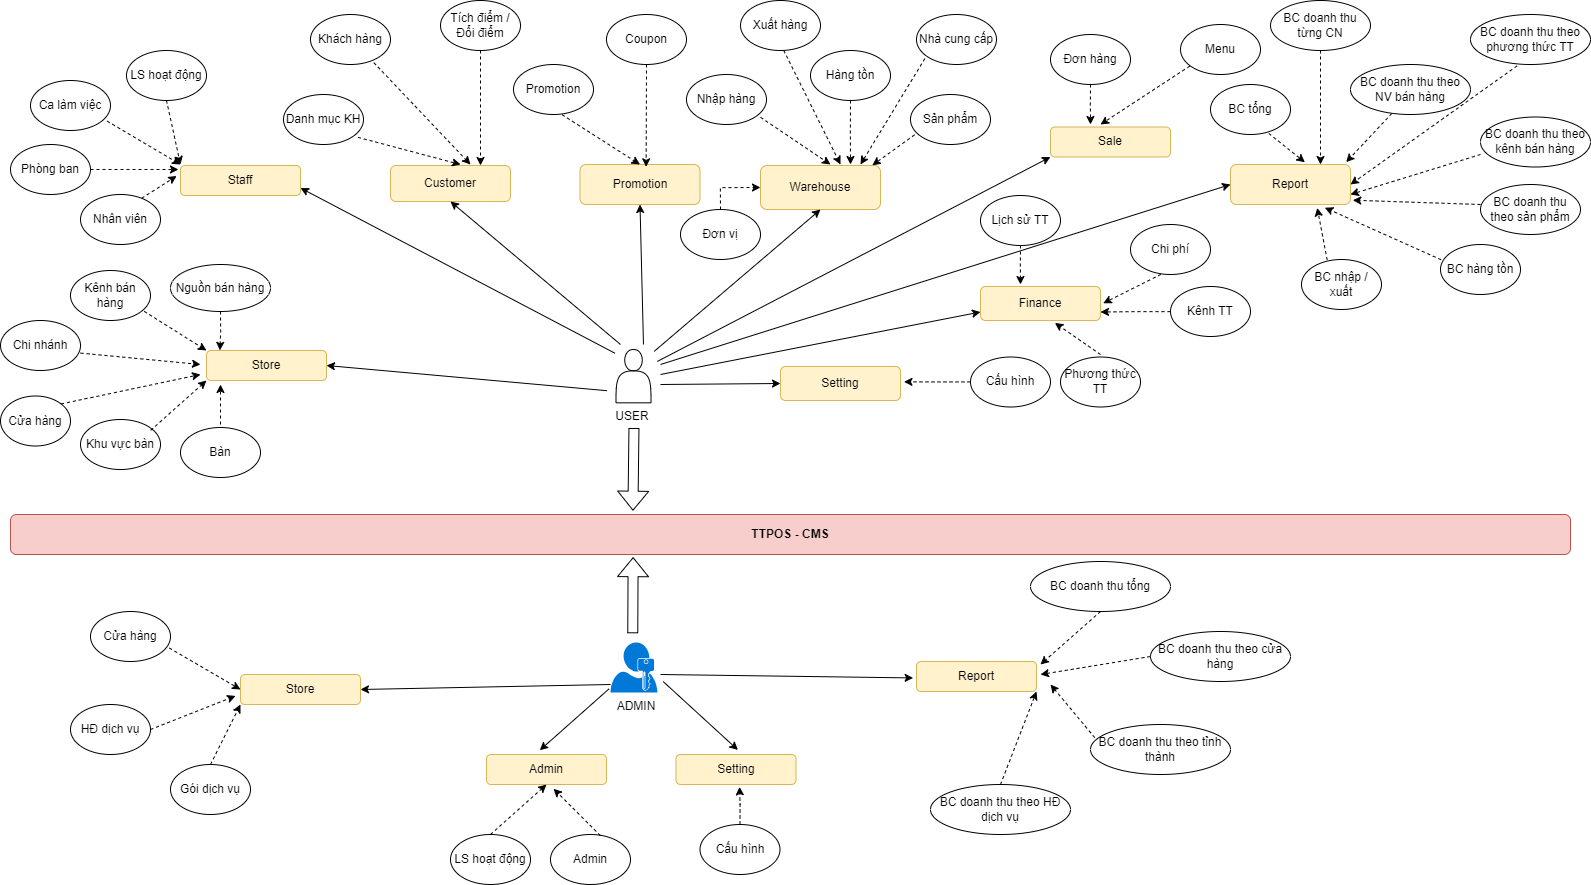 LS hoạt động
Ca làm việc
Phòng ban
Nhân viên
Staff
Khách hàng
Tích điểm /
Đổi điểm
Danh mục KH
Customer
Promotion
Coupon
Promotion
Xuất hàng
Nhà cung cấp
Hàng tồn
Nhập hàng
Sản phẩm
Warehouse
Đơn vị
Đơn hàng
Menu
Sale
BC doanh thu
từng CN
BC doanh thu theo
phương thức TT
BC doanh thu theo
NV bán hàng
BC tổng
BC doanh thu theo
kênh bán hàng
Report
BC doanh thu
theo sản phẩm
BC hàng tồn
BC nhập /
xuất
Lịch sử TT
Chi phí
Finance
Kênh TT
Phương thức
TT
Setting
Cấu hình
Kênh bán
hàng
Nguồn bán hàng
Chi nhánh
Store
Cửa hàng
Khu vực bán
Bàn
USER
TTPOS - CMS
Cửa hàng
Store
HĐ dịch vụ
Gói dịch vụ
ADMIN
Admin
LS hoạt động
Admin
Setting
Cấu hình
BC doanh thu tổng
BC doanh thu theo cửa
hàng
Report
BC doanh thu theo tỉnh
thành
BC doanh thu theo HĐ
dịch vụ